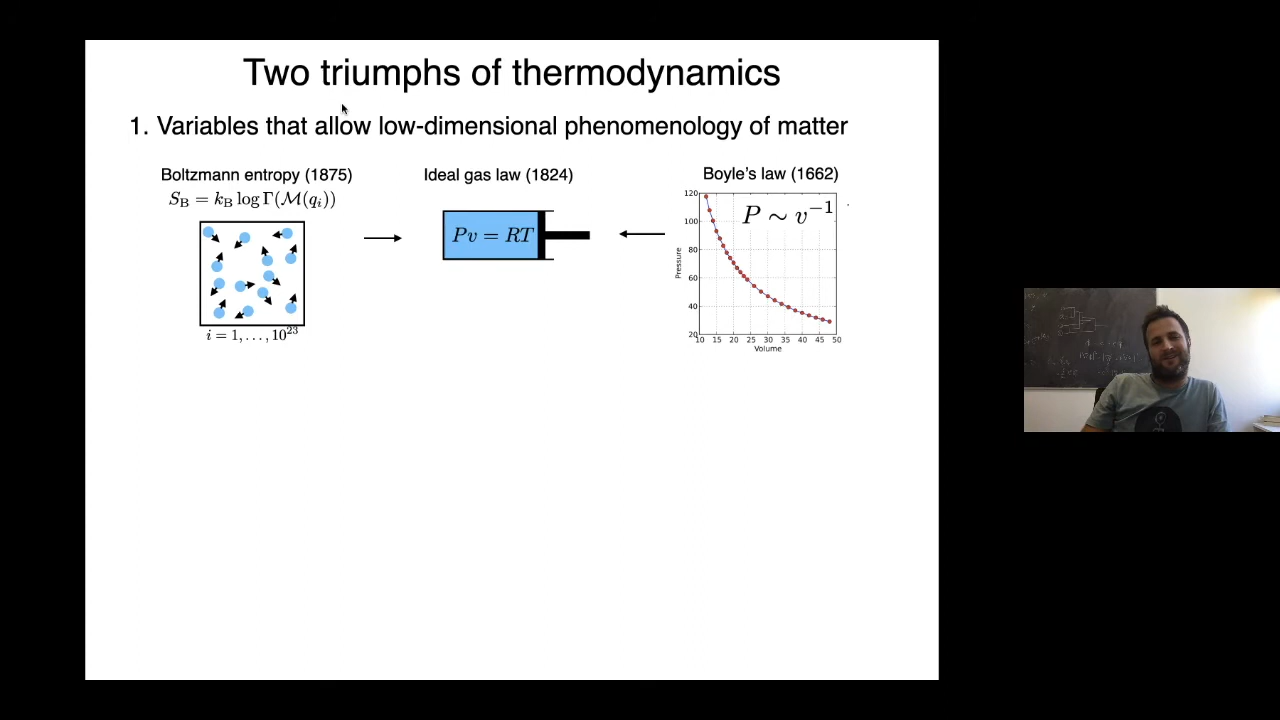 Two triumphs of thermodynamics
1. Variables that allow low-dimensional phenomenology of matter
Boltzmann entropy (1875)
S_B = k_B log Γ(ℳ(q_i))
i = 1, . . . , 10^23
Ideal gas law (1824)
Pv = RT
Boyle's law (1662)
P ∼ v^−1
Pressure
120
100
80
60
40
20
10 15 20 25 30 35 40 45 50
Volume